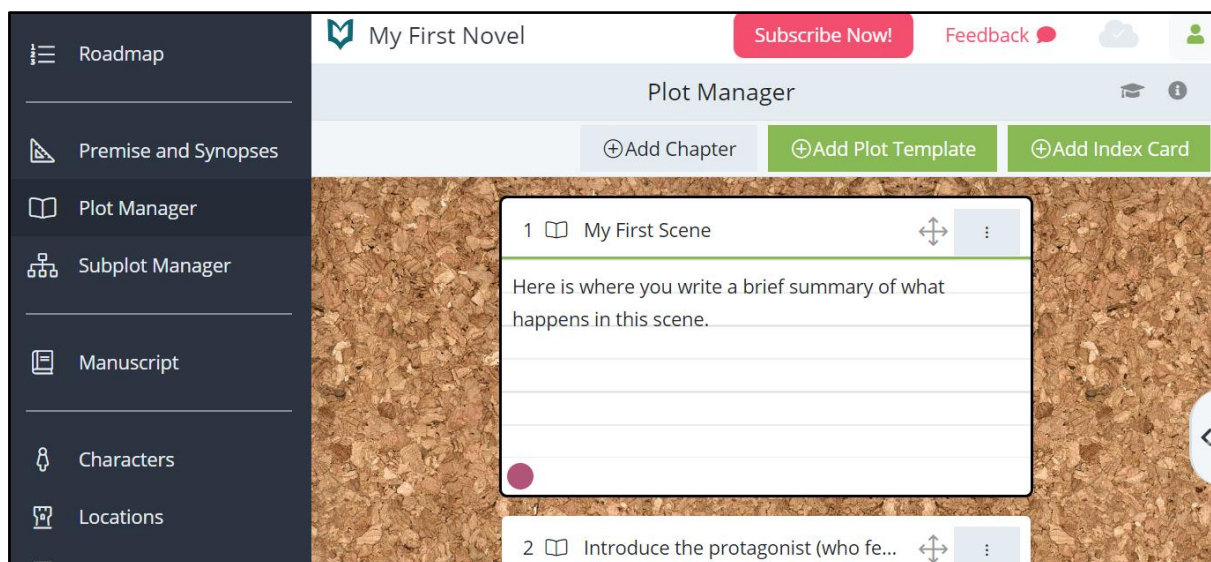 Roadmap
Premise and Synopses
Plot Manager
Subplot Manager
Manuscript
Characters
Locations
My First Novel
Subscribe Now!
Feedback
Plot Manager
Add Chapter
Add Plot Template
Add Index Card
1 My First Scene
Here is where you write a brief summary of what
happens in this scene.
2 Introduce the protagonist (who fe...